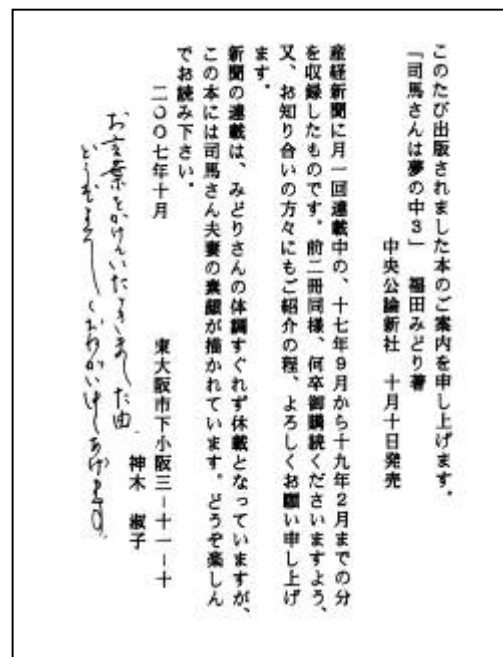 このたび出版されました本のご案内を申し上げます。
「司馬さんは夢の中3」　福田みどり著
中央公論新社　十月十日発売
産経新聞に月一回連載中の、十七年9月から十九年2月までの分
を収録したものです。前二冊同様、何卒御購読くださいますよう、
又、お知り合いの方々にもご紹介の程、よろしくお願い申し上げ
ます。
新聞の連載は、みどりさんの体調すぐれず休載となっていますが、
この本には司馬さん夫妻の素顔が描かれています。どうぞ楽しん
でお読み下さい。
二〇〇七年十月
東大阪市下小阪三ー十一ー十
神木　淑子
お言葉をかけていただきました由
どうぞよろしくおねがい申しあげます